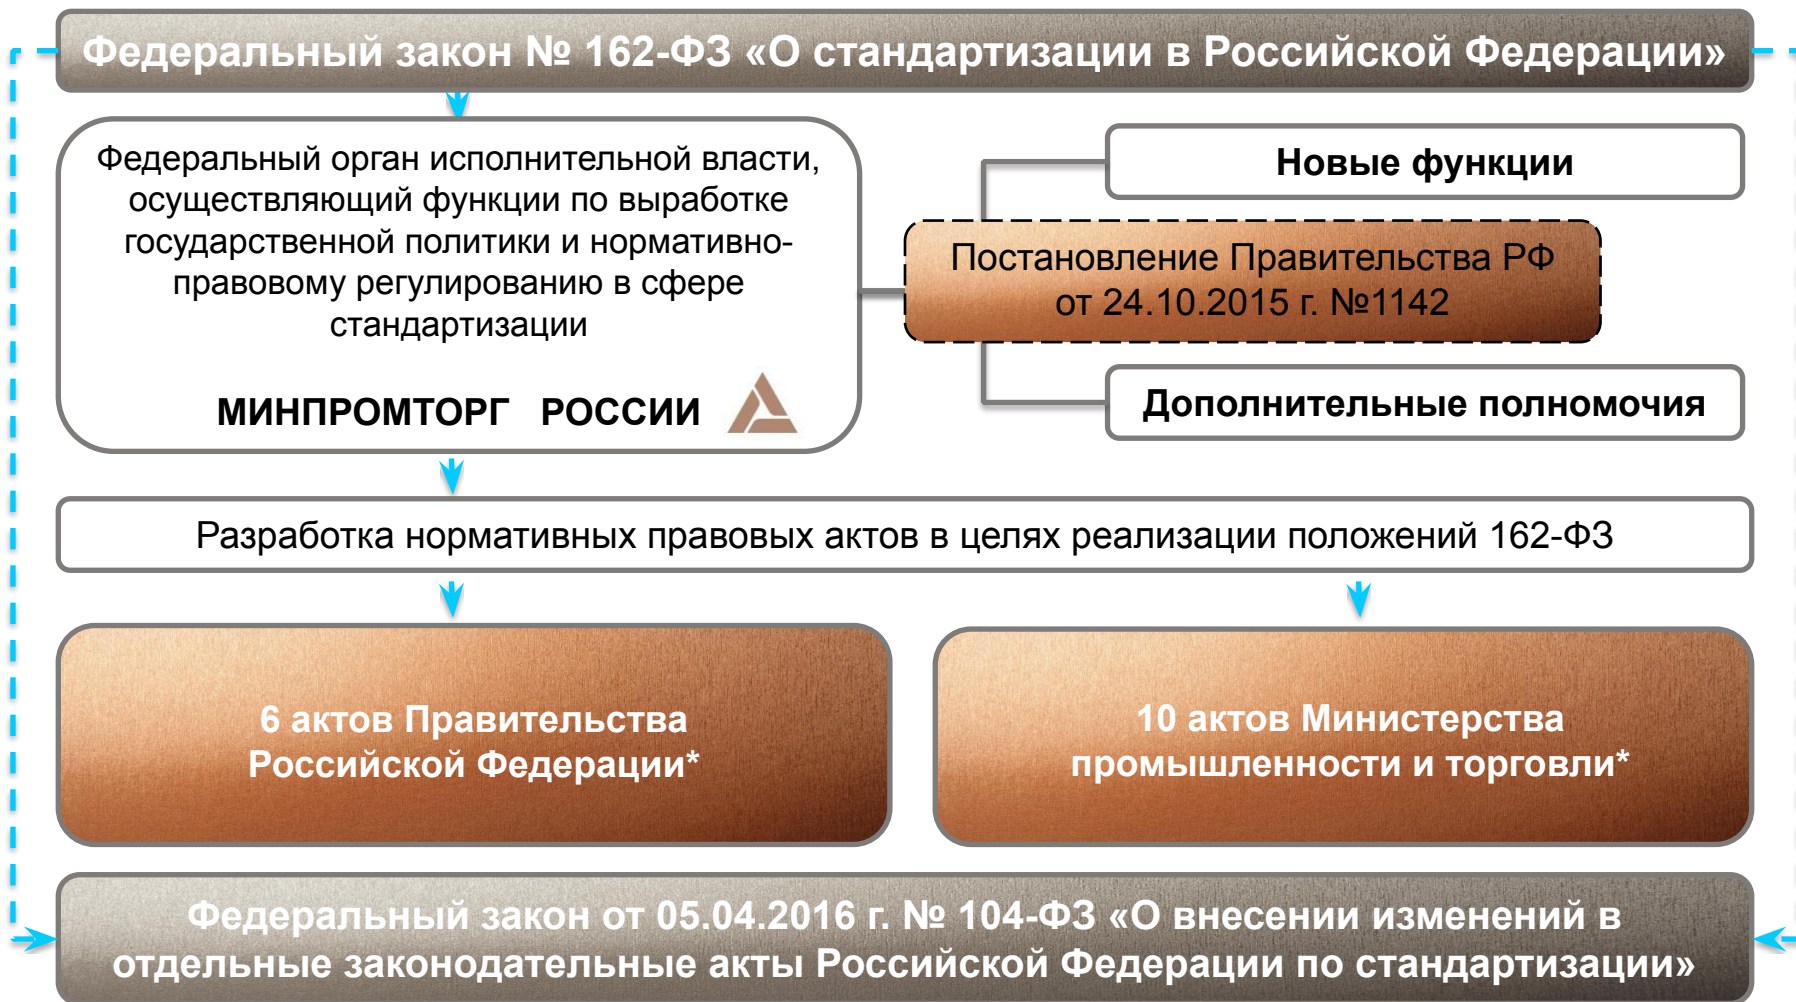 Федеральный закон № 162-ФЗ «О стандартизации в Российской Федерации»
Федеральный орган исполнительной власти,
осуществляющий функции по выработке
государственной политики и нормативно-
правовому регулированию в сфере
стандартизации
МИНПРОМТОРГ РОССИИ
Новые функции
Постановление Правительства РФ
от 24.10.2015 г. №1142
Дополнительные полномочия
Разработка нормативных правовых актов в целях реализации положений 162-ФЗ
6 актов Правительства
Российской Федерации*
10 актов Министерства
промышленности и торговли*
Федеральный закон от 05.04.2016 г. № 104-ФЗ «О внесении изменений в
отдельные законодательные акты Российской Федерации по стандартизации»